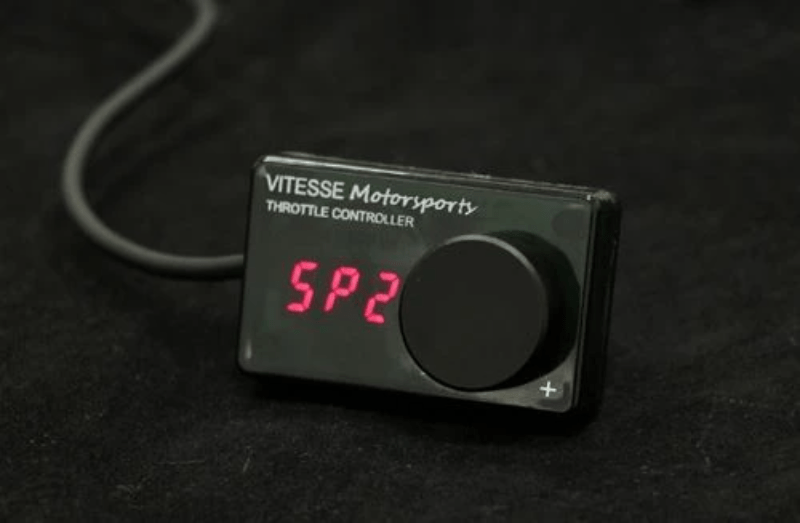 VITESSE Motorsports
THROTTLE CONTROLLER
SP2
+